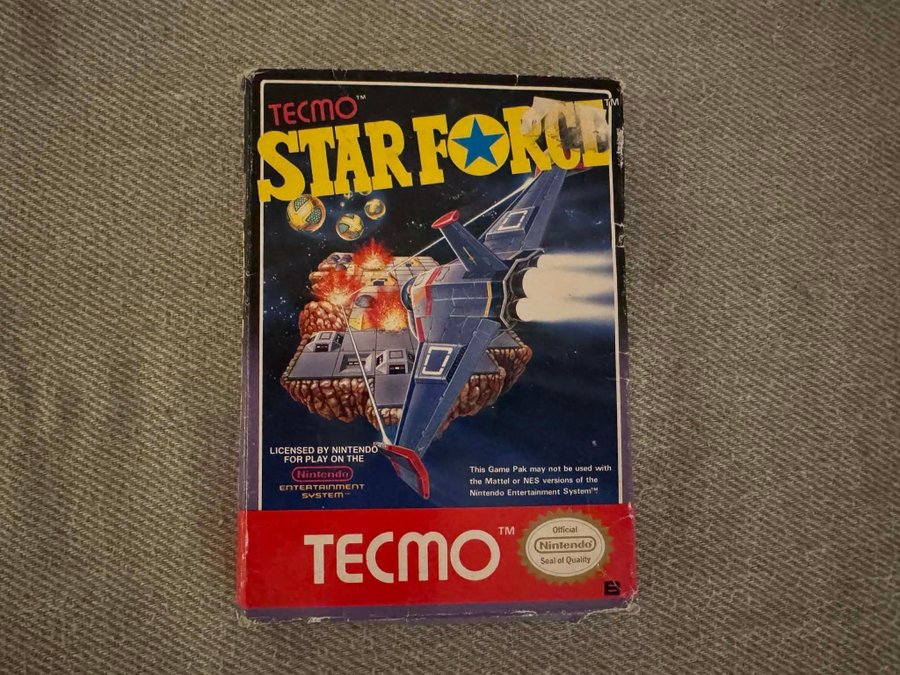 TECMO™
STAR FORCE™
LICENSED BY NINTENDO
FOR PLAY ON THE
Nintendo
ENTERTAINMENT
SYSTEM™
This Game Pak may not be used with
the Mattel or NES versions of the
Nintendo Entertainment System™.
TECMO™
Official
Nintendo
Seal of Quality